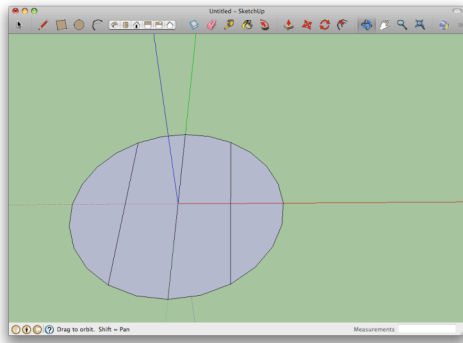 Untitled – SketchUp
Drag to orbit. Shift = Pan
Measurements